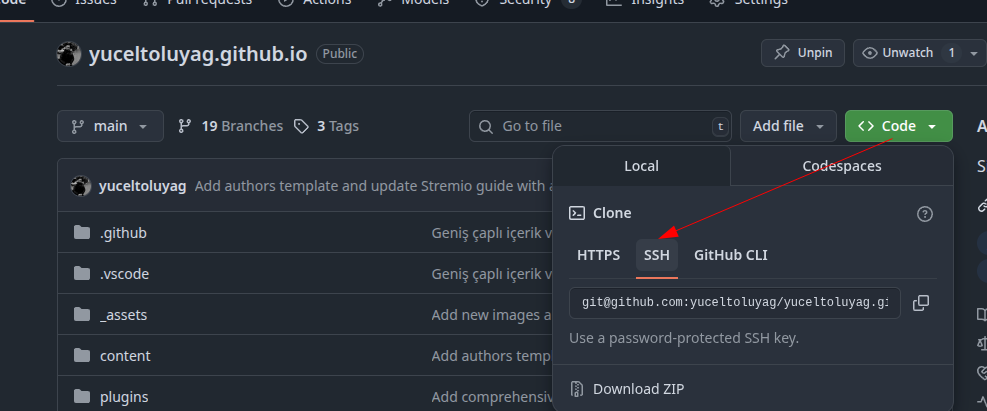 Code Issues Pull requests Actions Models Security Insights Settings
yuceltoluyag.github.io Public
Unpin
Unwatch 1
main
19 Branches
3 Tags
Go to file t
Add file
Code
Local
Codespaces
yuceltoluyag Add authors template and update Stremio guide with
Clone
.github Geniş çaplı içerik v
HTTPS SSH GitHub CLI
.vscode Geniş çaplı içerik v
git@github.com:yuceltoluyag/yuceltoluyag.gi
_assets Add new images a
Use a password-protected SSH key.
content Add authors temp
Download ZIP
plugins Add comprehensiv